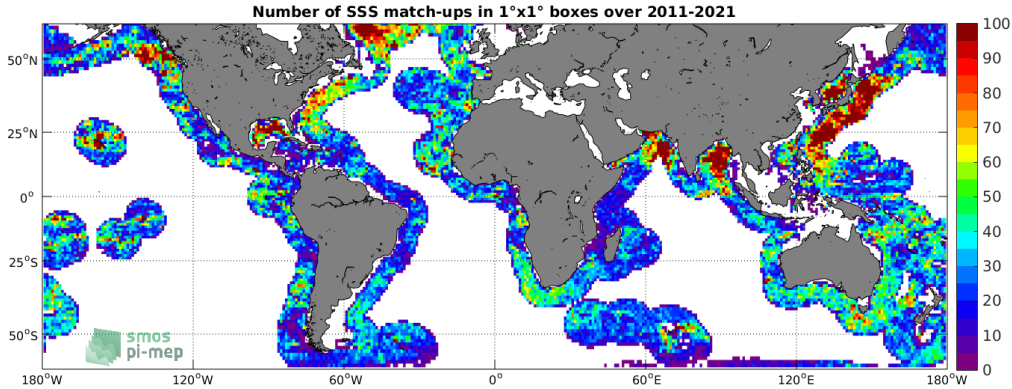 Number of SSS match-ups in 1°x1° boxes over 2011-2021
50°N
25°N
0°
25°S
50°S
180°W
120°W
60°W
0°
60°E
120°E
180°W
100
90
80
70
60
50
40
30
20
10
0
smos
pi-mep